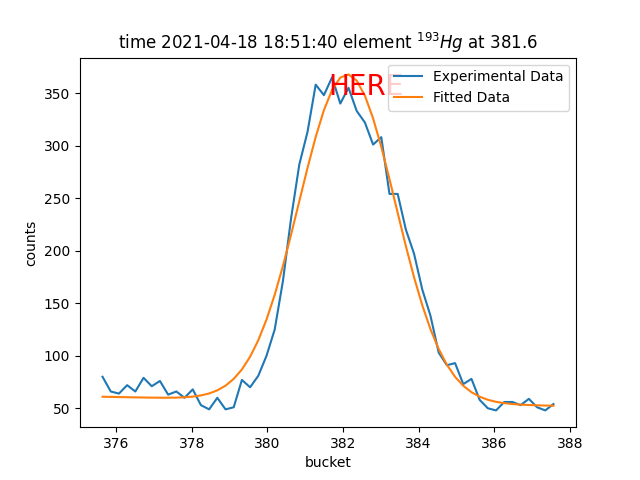 time 2021-04-18 18:51:40 element ¹⁹³Hg at 381.6
HERE
Experimental Data
Fitted Data
350
300
250
200
150
100
50
counts
376
378
380
382
384
386
388
bucket